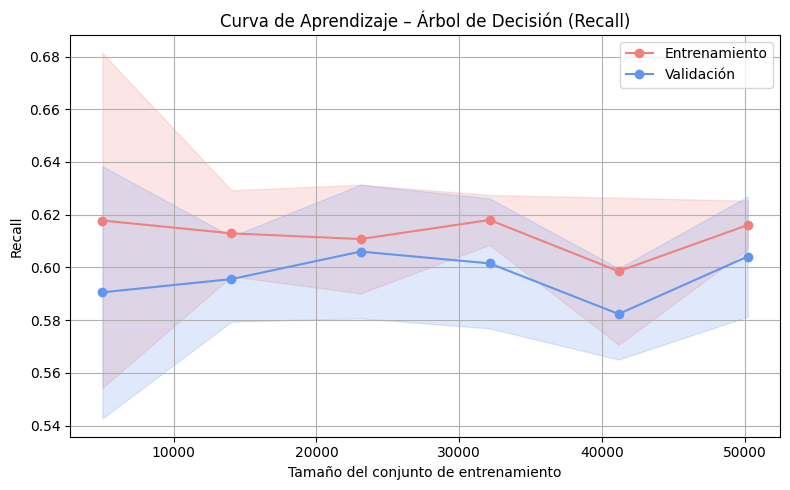 Curva de Aprendizaje – Árbol de Decisión (Recall)
Entrenamiento
Validación
Recall
0.68
0.66
0.64
0.62
0.60
0.58
0.56
0.54
10000 20000 30000 40000 50000
Tamaño del conjunto de entrenamiento